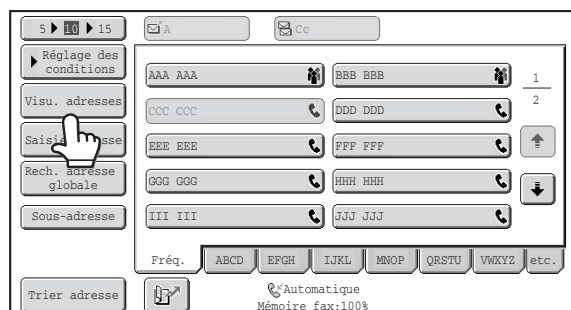 5 10 15
A
Cc
Réglage des
conditions
Visu. adresses
Rech. adresse
globale
Sous-adresse
Trier adresse
AAA AAA
BBB BBB
CCC CCC
DDD DDD
EEE EEE
FFF FFF
GGG GGG
HHH HHH
III III
JJJ JJJ
1
2
Fréq.
ABCD
EFGH
IJKL
MNOP
QRSTU
VWXYZ
etc.
Automatique
Mémoire fax:100%